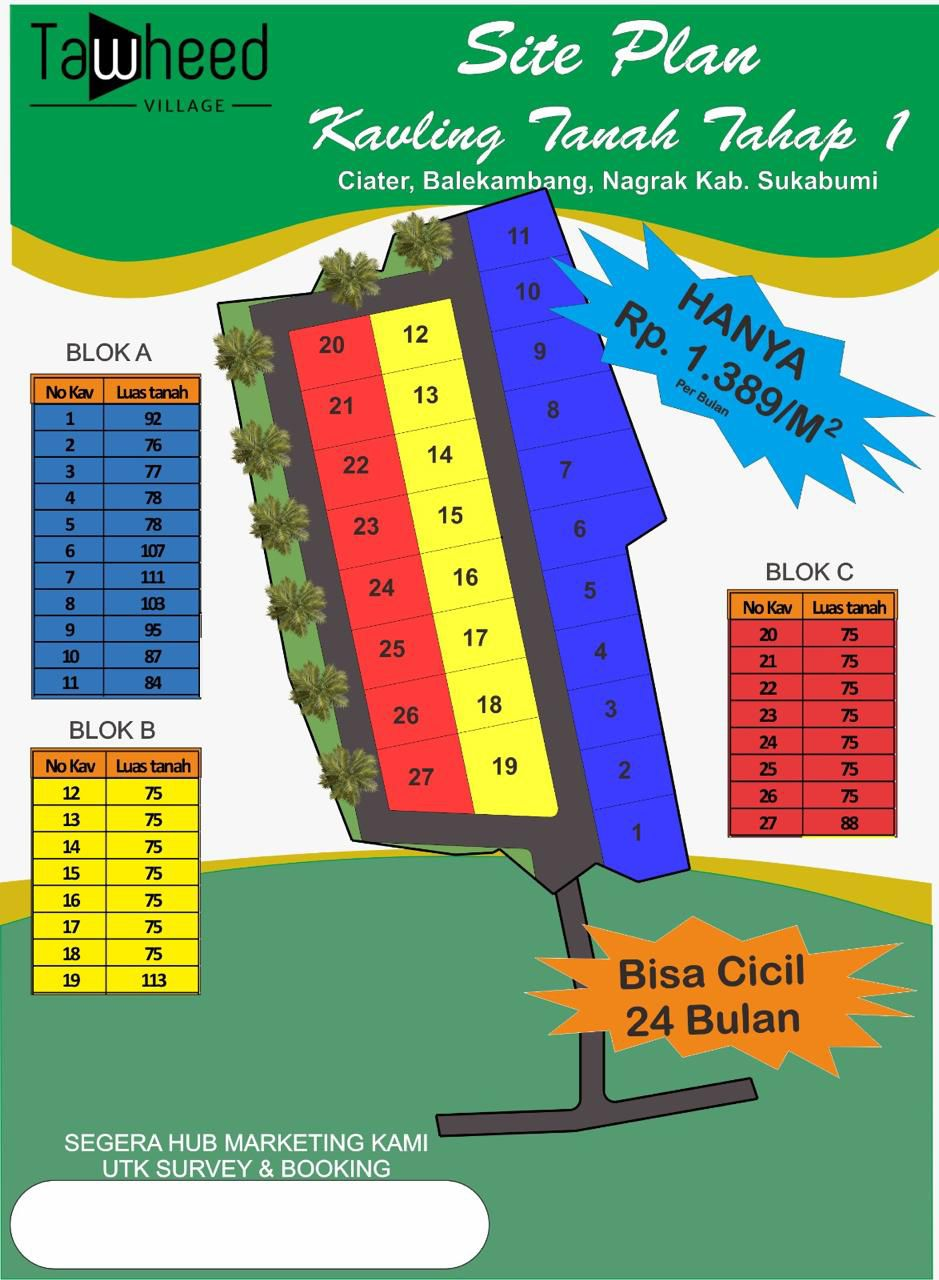 Tawheed
VILLAGE
Site Plan
Kavling Tanah Tahap 1
Ciater, Balekambang, Nagrak Kab. Sukabumi
HANYA
Rp. 1.389/M²
Per Bulan
11
10
9
8
7
6
5
4
3
2
1
20 12
21 13
22 14
23 15
24 16
25 17
26 18
27 19
BLOK A
No Kav Luas tanah
1 92
2 76
3 77
4 78
5 78
6 107
7 111
8 103
9 95
10 87
11 84
BLOK B
No Kav Luas tanah
12 75
13 75
14 75
15 75
16 75
17 75
18 75
19 113
BLOK C
No Kav Luas tanah
20 75
21 75
22 75
23 75
24 75
25 75
26 75
27 88
Bisa Cicil
24 Bulan
SEGERA HUB MARKETING KAMI
UTK SURVEY & BOOKING